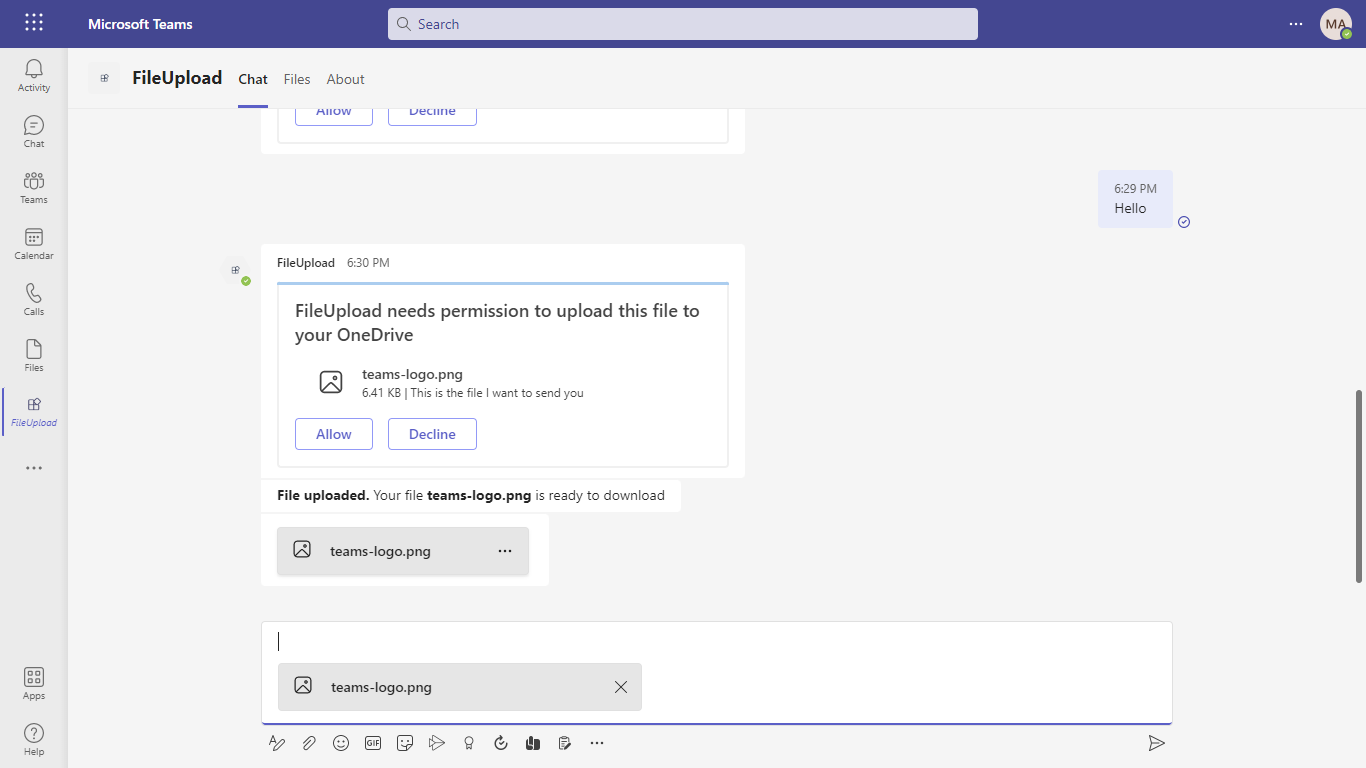 Microsoft Teams
Search
MA
Activity
Chat
Teams
Calendar
Calls
Files
FileUpload
Apps
Help
FileUpload Chat Files About
Allow Decline
6:29 PM
Hello
FileUpload 6:30 PM
FileUpload needs permission to upload this file to
your OneDrive
teams-logo.png
6.41 KB | This is the file I want to send you
Allow Decline
File uploaded. Your file teams-logo.png is ready to download
teams-logo.png
teams-logo.png
GIF